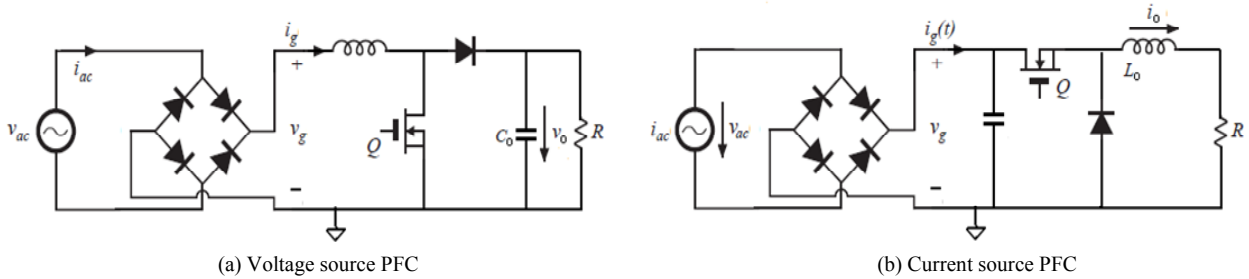 i_ac
v_ac
i_g
+
v_g
−
Q
C_0
v_0
R
(a) Voltage source PFC
i_ac
v_ac
i_g(t)
+
v_g
−
Q
i_0
L_0
R
(b) Current source PFC